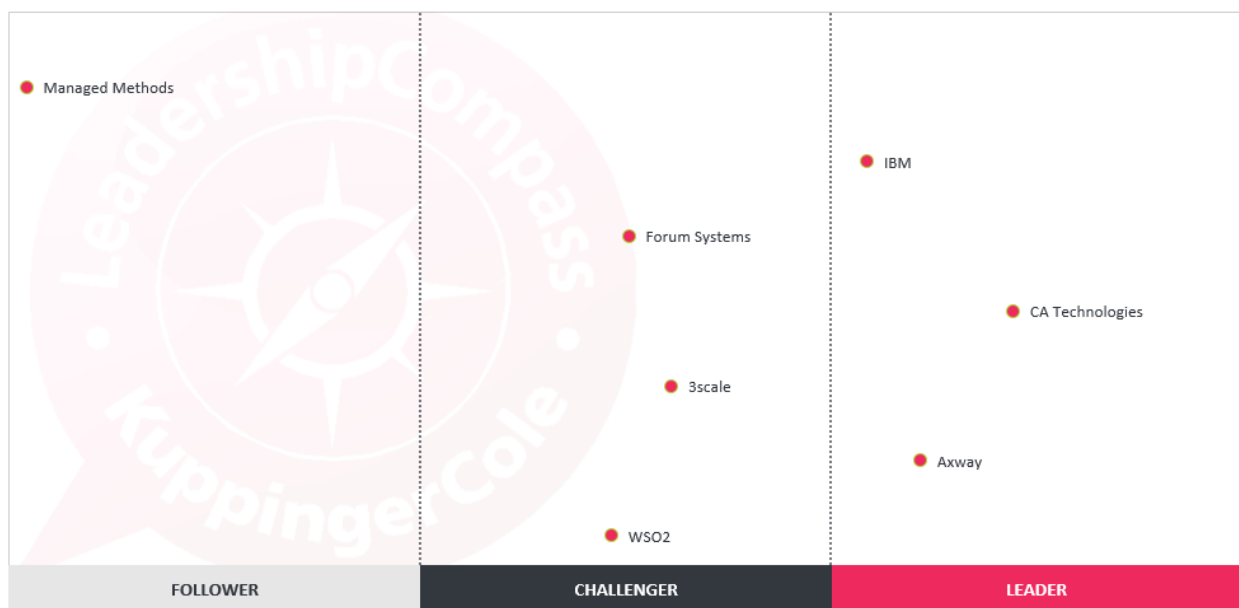 LeadershipCompass
KuppingerCole
Managed Methods
IBM
Forum Systems
CA Technologies
3scale
Axway
WSO2
FOLLOWER
CHALLENGER
LEADER